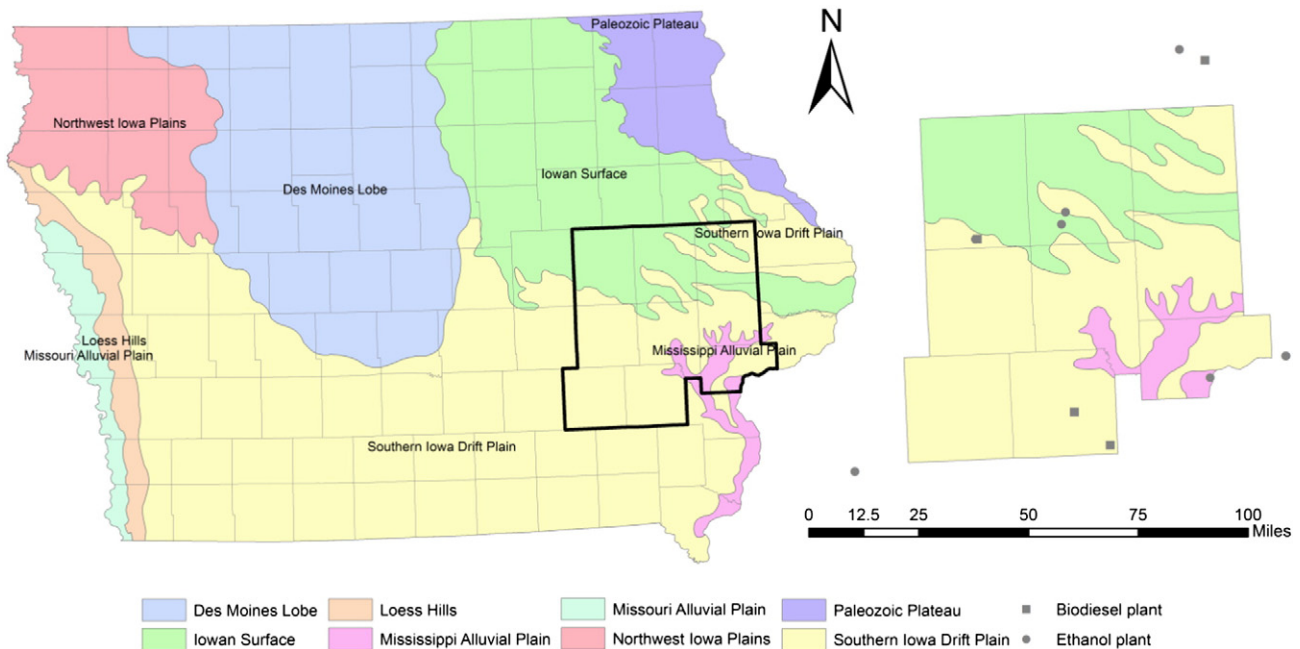 Paleozoic Plateau
N
Northwest Iowa Plains
Iowan Surface
Des Moines Lobe
Southern Iowa Drift Plain
Loess Hills
Missouri Alluvial Plain
Mississippi Alluvial Plain
Southern Iowa Drift Plain
0 12.5 25 50 75 100
Miles
Des Moines Lobe Loess Hills Missouri Alluvial Plain Paleozoic Plateau Biodiesel plant
Iowan Surface Mississippi Alluvial Plain Northwest Iowa Plains Southern Iowa Drift Plain Ethanol plant